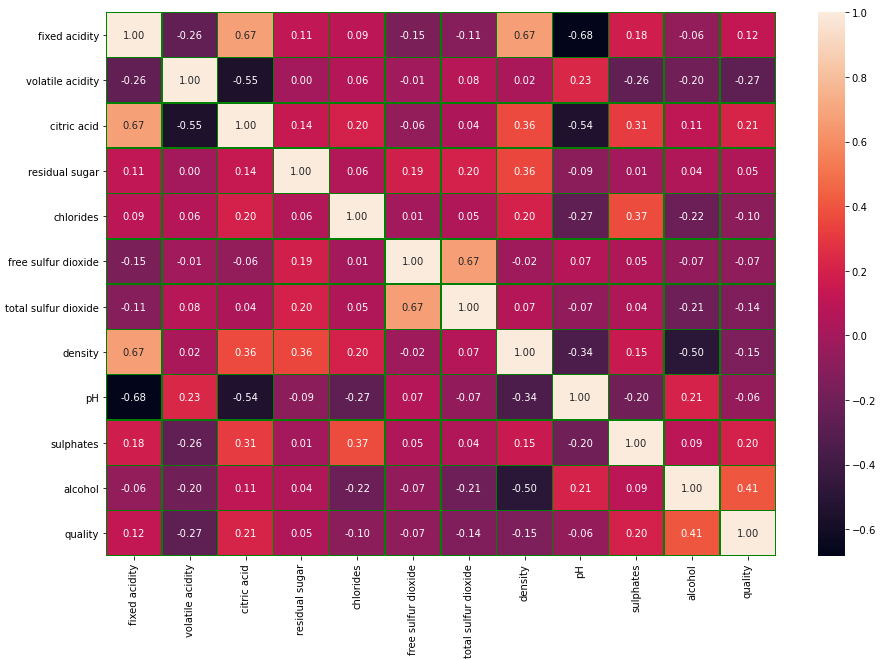 fixed acidity 1.00 -0.26 0.67 0.11 0.09 -0.15 -0.11 0.67 -0.68 0.18 -0.06 0.12
volatile acidity -0.26 1.00 -0.55 0.00 0.06 -0.01 0.08 0.02 0.23 -0.26 -0.20 -0.27
citric acid 0.67 -0.55 1.00 0.14 0.20 -0.06 0.04 0.36 -0.54 0.31 0.11 0.21
residual sugar 0.11 0.00 0.14 1.00 0.06 0.19 0.20 0.36 -0.09 0.01 0.04 0.05
chlorides 0.09 0.06 0.20 0.06 1.00 0.01 0.05 0.20 -0.27 0.37 -0.22 -0.10
free sulfur dioxide -0.15 -0.01 -0.06 0.19 0.01 1.00 0.67 -0.02 0.07 0.05 -0.07 -0.07
total sulfur dioxide -0.11 0.08 0.04 0.20 0.05 0.67 1.00 0.07 -0.07 0.04 -0.21 -0.14
density 0.67 0.02 0.36 0.36 0.20 -0.02 0.07 1.00 -0.34 0.15 -0.50 -0.15
pH -0.68 0.23 -0.54 -0.09 -0.27 0.07 -0.07 -0.34 1.00 -0.20 0.21 -0.06
sulphates 0.18 -0.26 0.31 0.01 0.37 0.05 0.04 0.15 -0.20 1.00 0.09 0.20
alcohol -0.06 -0.20 0.11 0.04 -0.22 -0.07 -0.21 -0.50 0.21 0.09 1.00 0.41
quality 0.12 -0.27 0.21 0.05 -0.10 -0.07 -0.14 -0.15 -0.06 0.20 0.41 1.00
fixed acidity
volatile acidity
citric acid
residual sugar
chlorides
free sulfur dioxide
total sulfur dioxide
density
pH
sulphates
alcohol
quality
1.0
0.8
0.6
0.4
0.2
0.0
−0.2
−0.4
−0.6